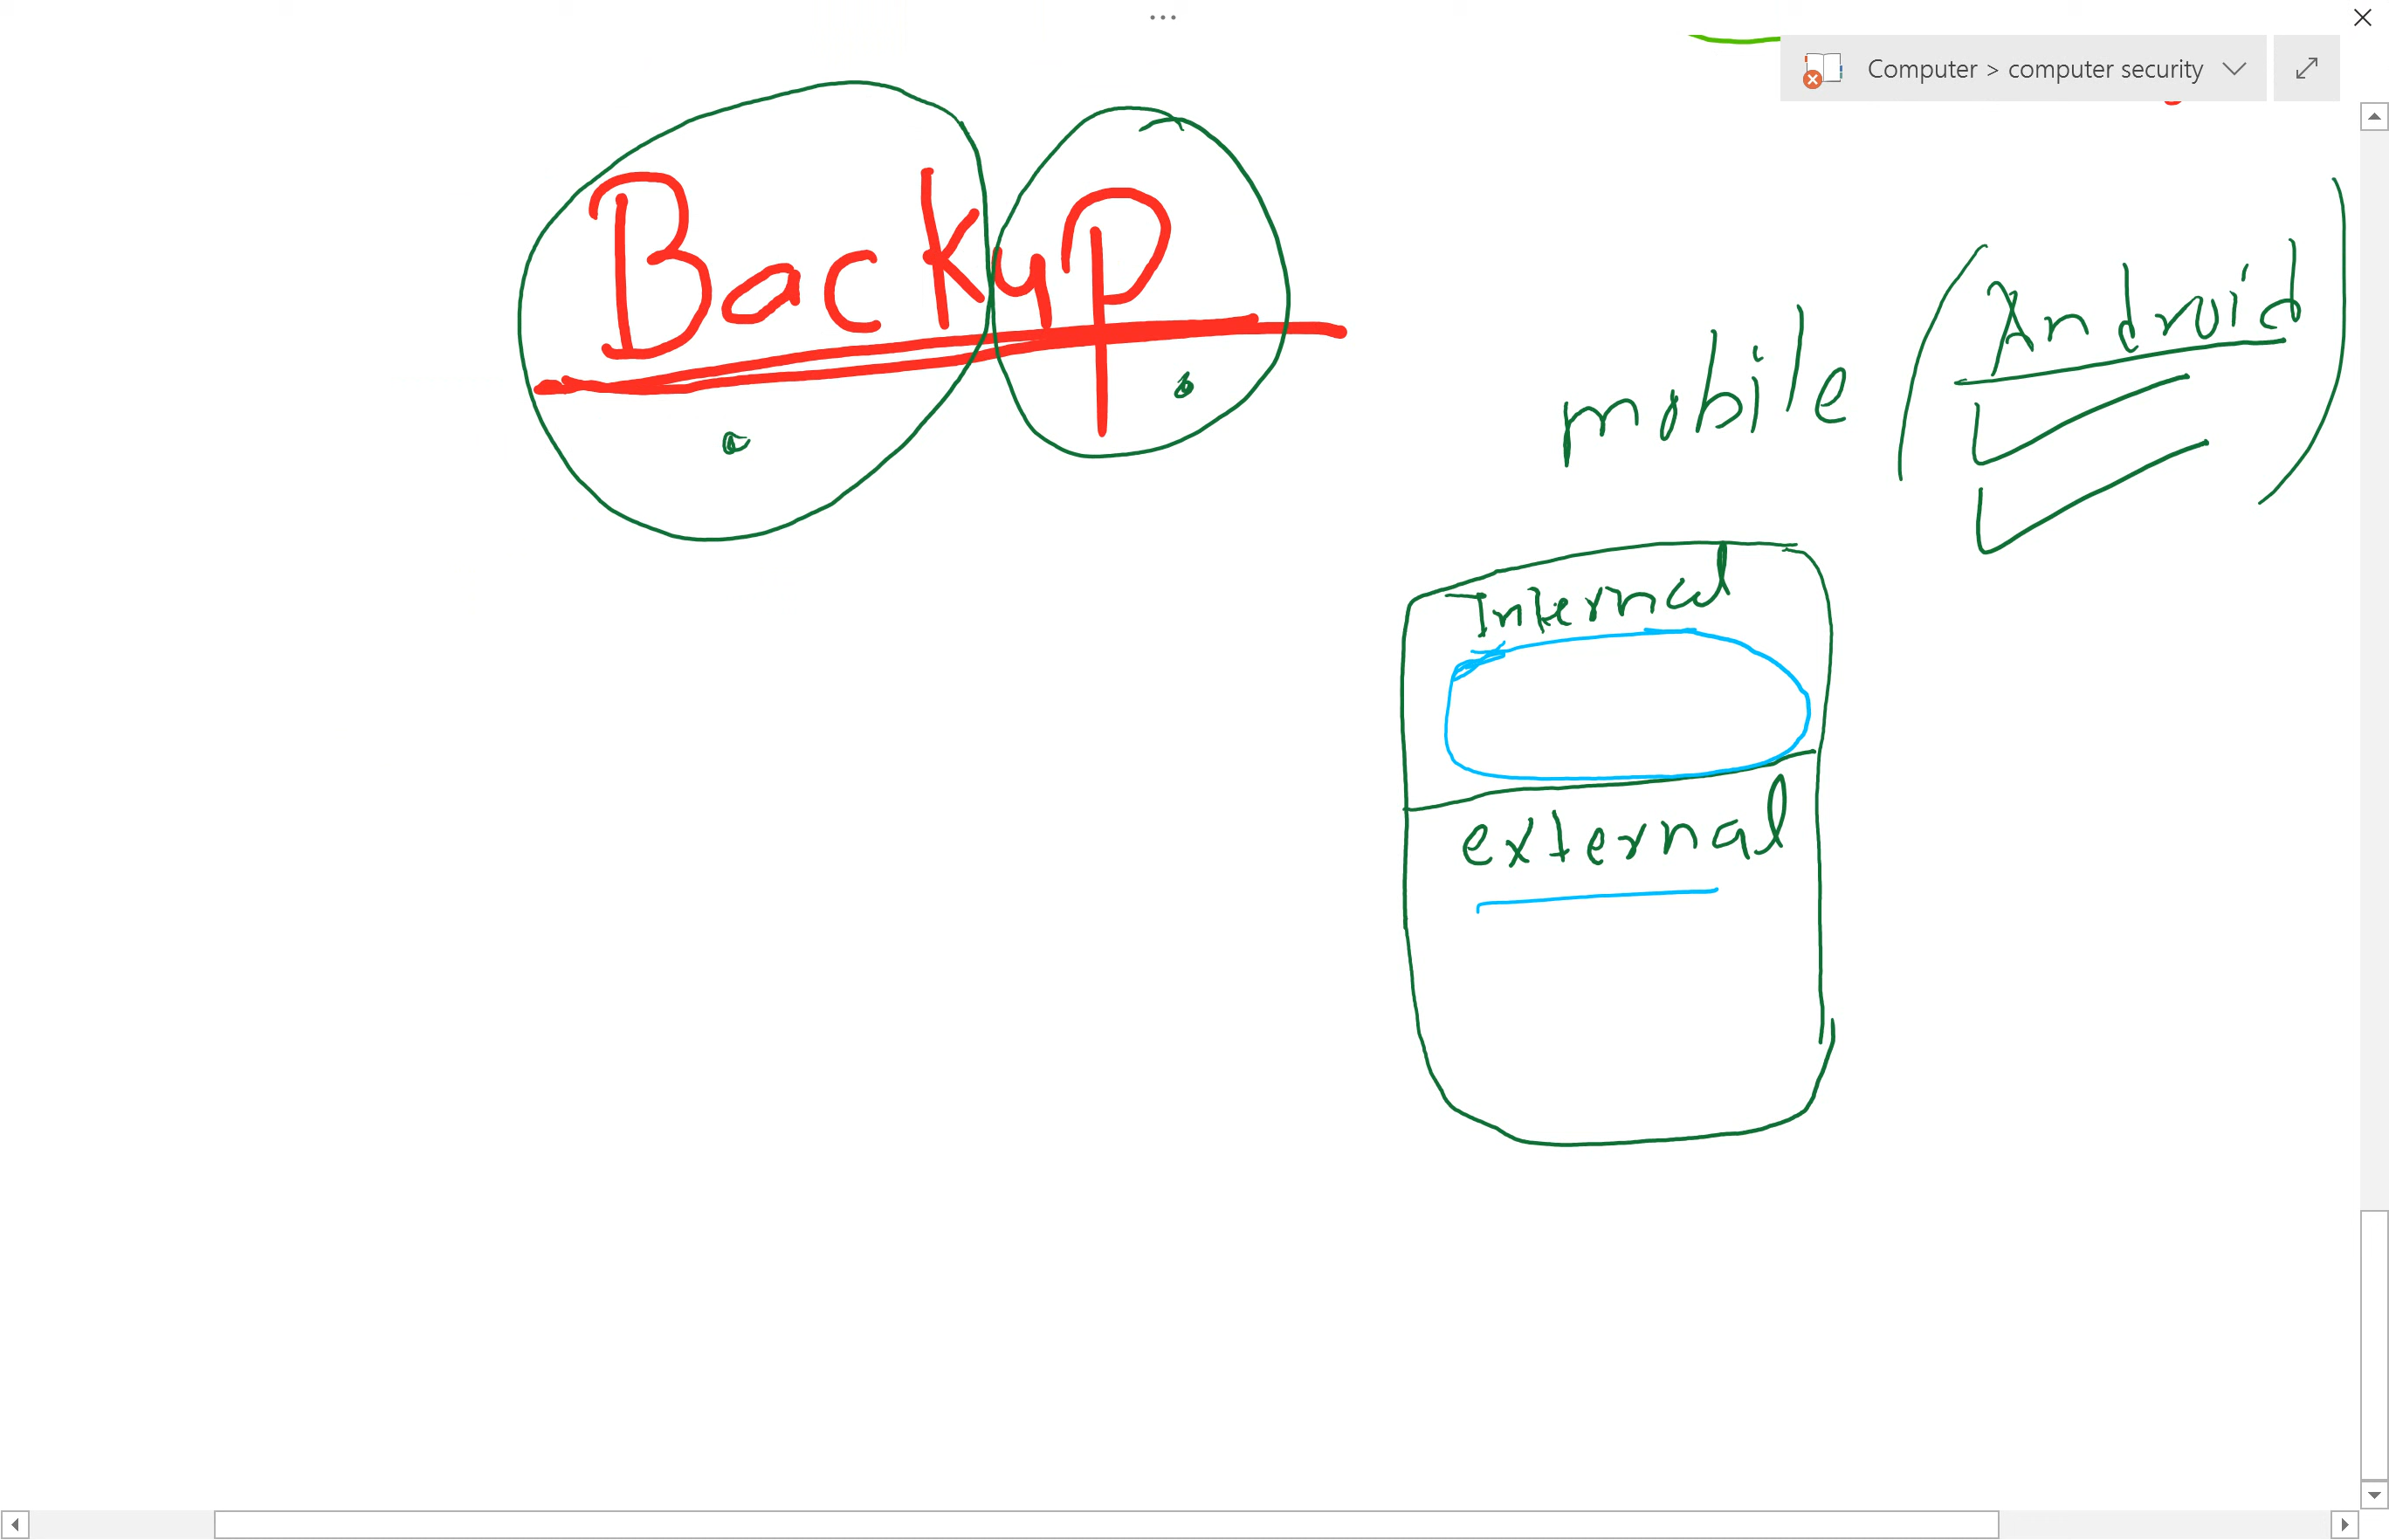 Computer > computer security
Backup
mobile (Android)
Internal
external